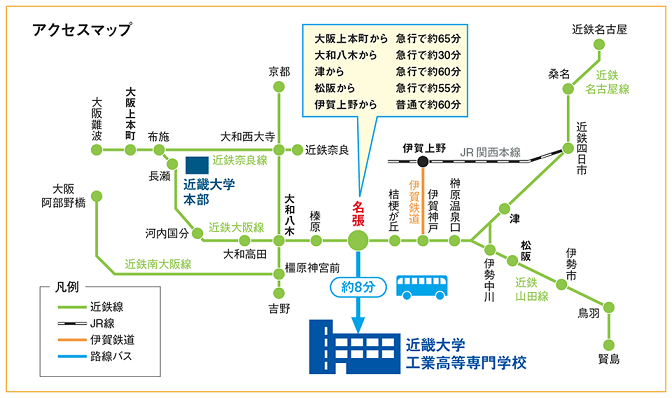 アクセスマップ
大阪上本町から 急行で約65分
大和八木から 急行で約30分
津から 急行で約60分
松阪から 急行で約55分
伊賀上野から 普通で約60分
近鉄名古屋
桑名
近鉄
名古屋線
近鉄四日市
京都
大阪難波
大阪上本町
布施
大和西大寺
近鉄奈良
近鉄奈良線
長瀬
近畿大学
本部
伊賀上野
JR関西本線
大阪
阿部野橋
河内国分
近鉄大阪線
大和高田
大和八木
榛原
名張
桔梗が丘
伊賀鉄道
伊賀神戸
榊原温泉口
津
伊勢中川
松阪
近鉄
山田線
伊勢市
鳥羽
賢島
近鉄南大阪線
橿原神宮前
吉野
約8分
近畿大学
工業高等専門学校
凡例
近鉄線
JR線
伊賀鉄道
路線バス